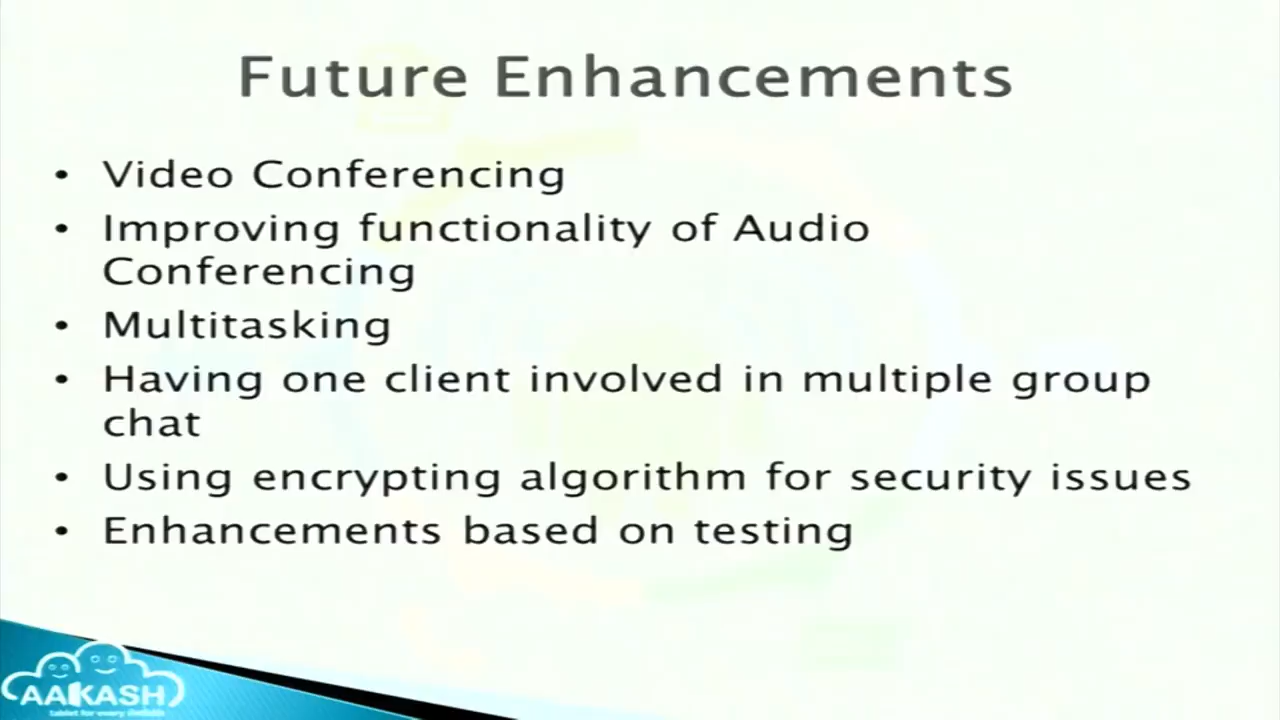 Future Enhancements
• Video Conferencing
• Improving functionality of Audio
Conferencing
• Multitasking
• Having one client involved in multiple group
chat
• Using encrypting algorithm for security issues
• Enhancements based on testing
AAKASH
tablet for every